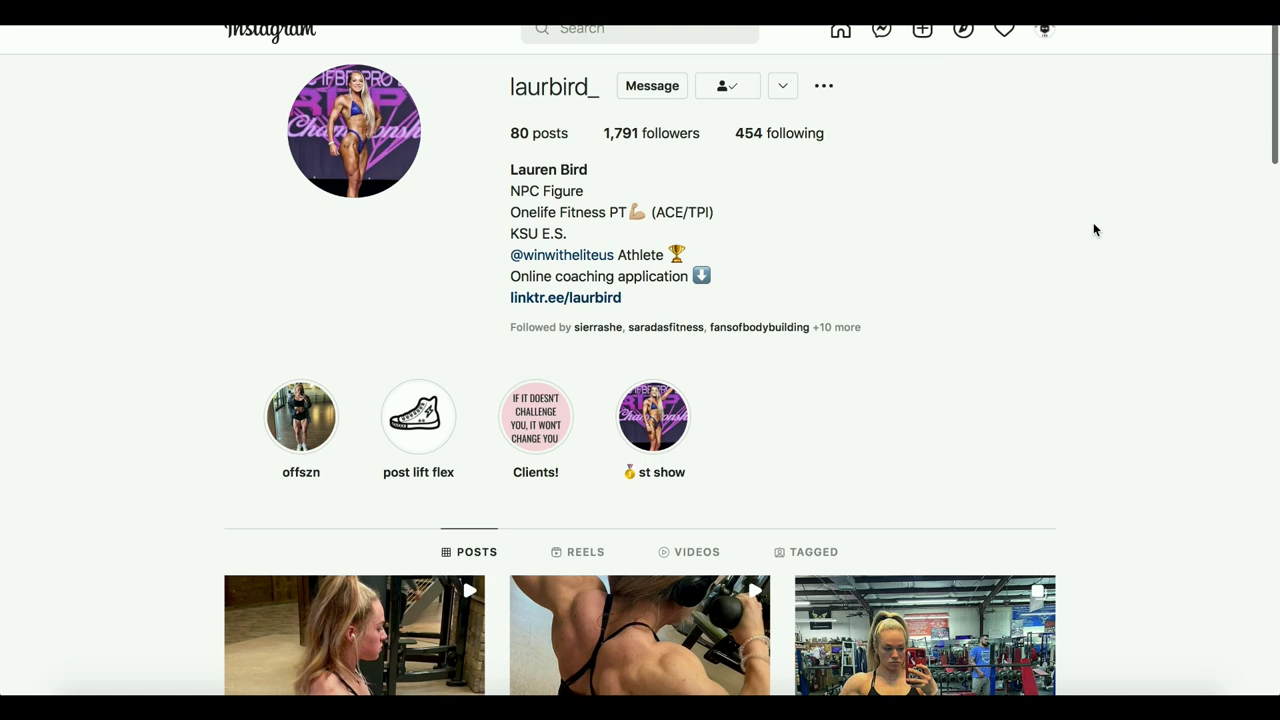 Instagram
Search
laurbird_ Message
80 posts 1,791 followers 454 following
Lauren Bird
NPC Figure
Onelife Fitness PT💪🏼 (ACE/TPI)
KSU E.S.
@winwitheliteus Athlete 🏆
Online coaching application ⬇️
linktr.ee/laurbird
Followed by sierrashe, saradasfitness, fansofbodybuilding +10 more
IF IT DOESN'T
CHALLENGE
YOU, IT WON'T
CHANGE YOU
offszn post lift flex Clients! 🥇st show
POSTS REELS VIDEOS TAGGED